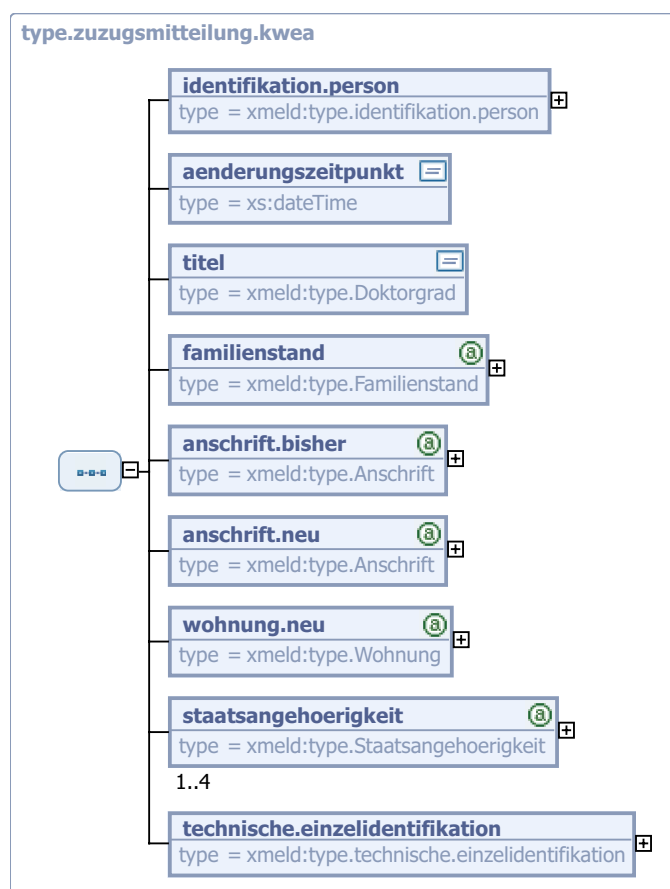 type.zuzugsmitteilung.kwea
identifikation.person
type = xmeld:type.identifikation.person
aenderungszeitpunkt
type = xs:dateTime
titel
type = xmeld:type.Doktorgrad
familienstand
type = xmeld:type.Familienstand
anschrift.bisher
type = xmeld:type.Anschrift
anschrift.neu
type = xmeld:type.Anschrift
wohnung.neu
type = xmeld:type.Wohnung
staatsangehoerigkeit
type = xmeld:type.Staatsangehoerigkeit
1..4
technische.einzelidentifikation
type = xmeld:type.technische.einzelidentifikation